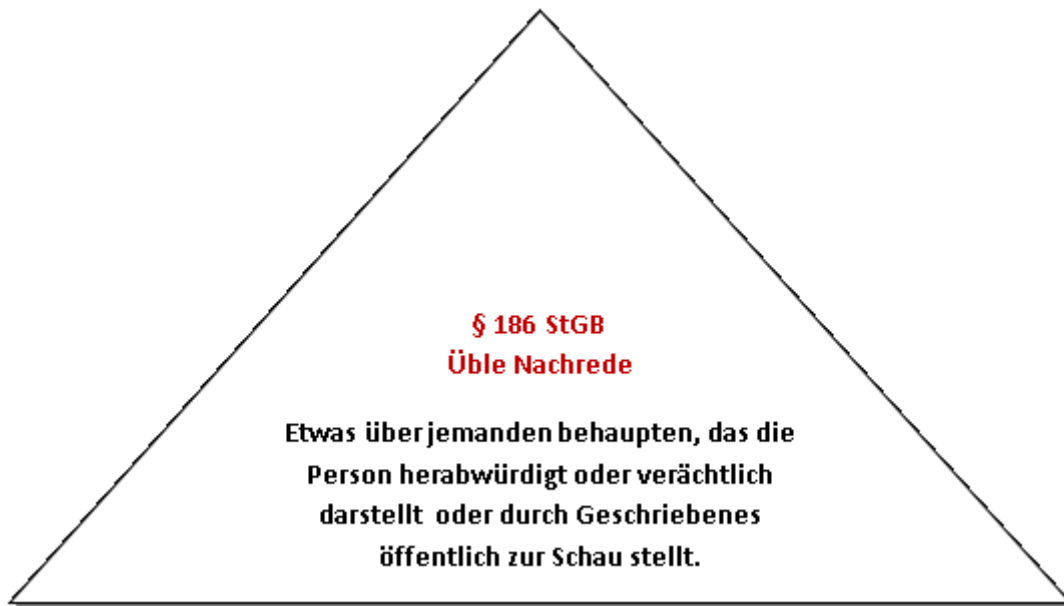 § 186 StGB
Üble Nachrede
Etwas über jemanden behaupten, das die
Person herabwürdigt oder verächtlich
darstellt oder durch Geschriebenes
öffentlich zur Schau stellt.